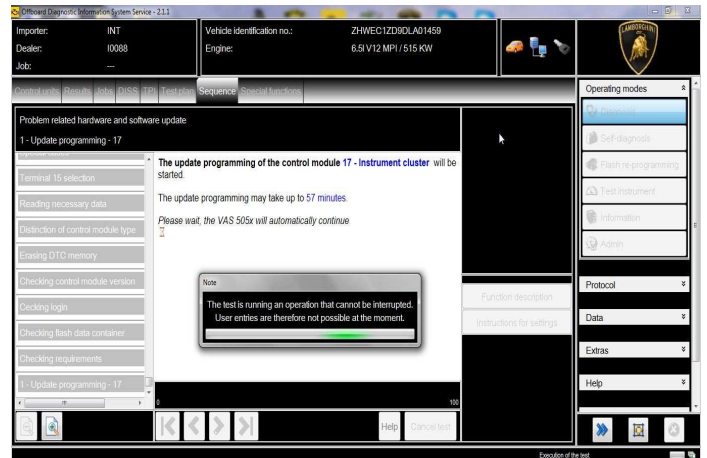 Offboard Diagnostic Information System Service - 2.1.1
Importer: INT
Dealer: I0088
Job: ---
Vehicle identification no.: ZHWEC1ZD9DLA01459
Engine: 6.5l V12 MPI / 515 KW
LAMBORGHINI
Control units Results Jobs DISS TPI Test plan Sequence Special functions
Problem related hardware and software update
1 - Update programming - 17
Terminal 15 selection
Reading necessary data
Distinction of control module type
Erasing DTC memory
Checking control module version
Cecking login
Checking flash data container
Checking requirements
1 - Update programming - 17
The update programming of the control module 17 - Instrument cluster will be
started.
The update programming may take up to 57 minutes.
Please wait, the VAS 505x will automatically continue
Note
The test is running an operation that cannot be interrupted.
User entries are therefore not possible at the moment.
0 100
Function description
Instructions for settings
Help Cancel test
Operating modes
Diagnosis
Self-diagnosis
Flash re-programming
Test instrument
Information
Admin
Protocol
Data
Extras
Help
Execution of the test